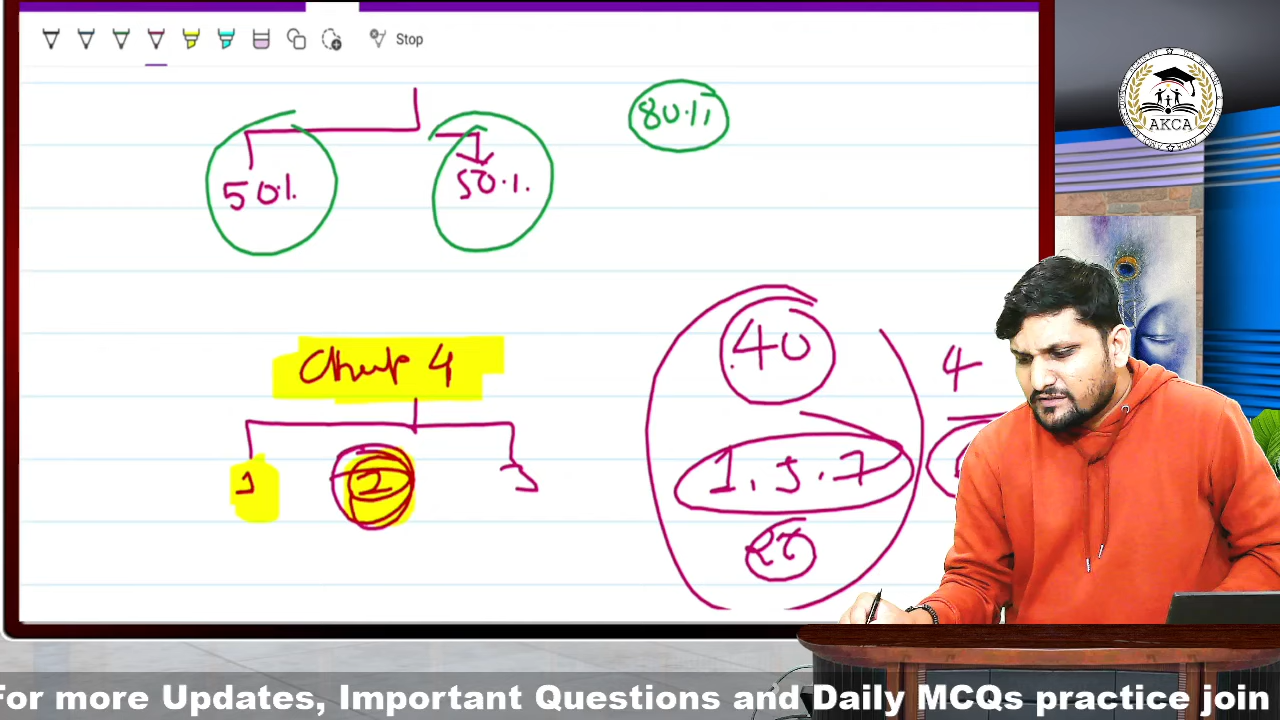 Stop
80%
50% 50%
AKCA
Chap 4
40
4
1 2 3
1, 5, 7
For more Updates, Important Questions and Daily MCQs practice join